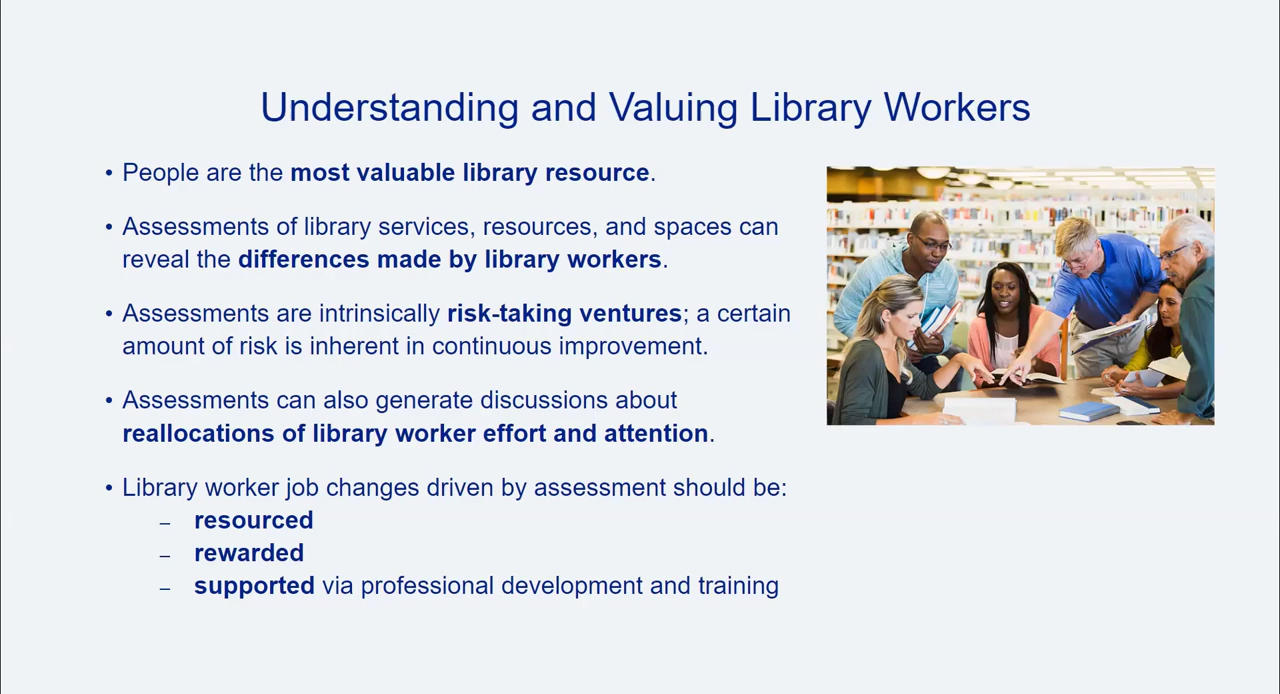 Understanding and Valuing Library Workers
• People are the most valuable library resource.
• Assessments of library services, resources, and spaces can
reveal the differences made by library workers.
• Assessments are intrinsically risk-taking ventures; a certain
amount of risk is inherent in continuous improvement.
• Assessments can also generate discussions about
reallocations of library worker effort and attention.
• Library worker job changes driven by assessment should be:
– resourced
– rewarded
– supported via professional development and training